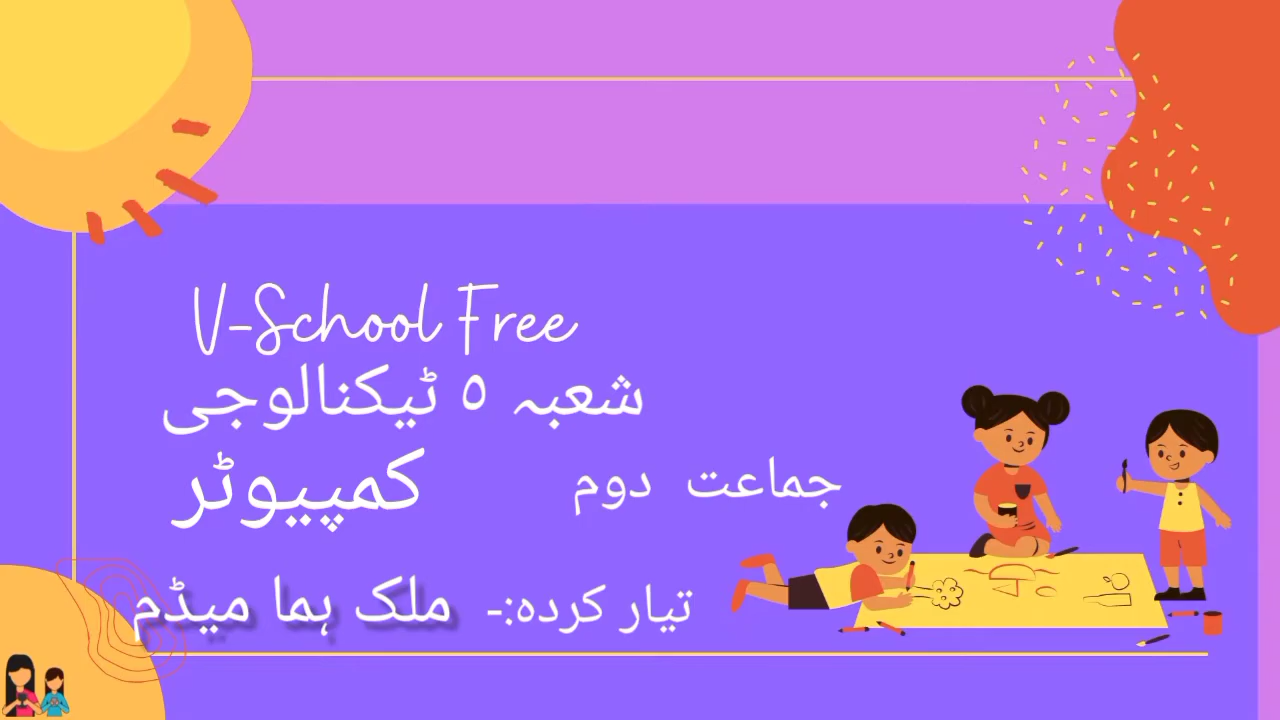 V-School Free
شعبہ ٥ ٹیکنالوجی
جماعت دوم کمپیوٹر
تیار کردہ:- ملک ہما میڈم